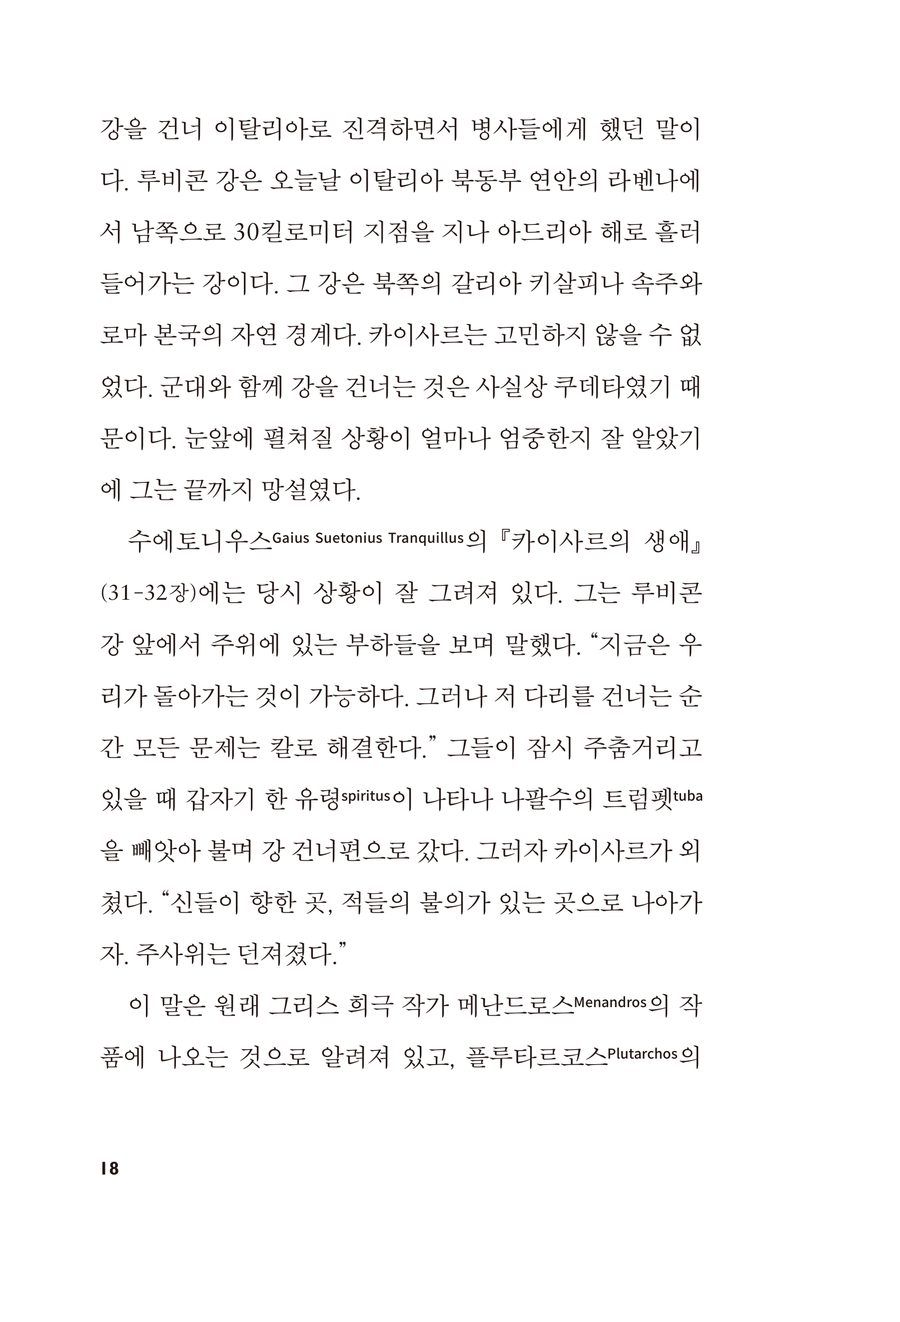 강을 건너 이탈리아로 진격하면서 병사들에게 했던 말이
다. 루비콘 강은 오늘날 이탈리아 북동부 연안의 라벤나에
서 남쪽으로 30킬로미터 지점을 지나 아드리아 해로 흘러
들어가는 강이다. 그 강은 북쪽의 갈리아 키살피나 속주와
로마 본국의 자연 경계다. 카이사르는 고민하지 않을 수 없
었다. 군대와 함께 강을 건너는 것은 사실상 쿠데타였기 때
문이다. 눈앞에 펼쳐질 상황이 얼마나 엄중한지 잘 알았기
에 그는 끝까지 망설였다.
수에토니우스Gaius Suetonius Tranquillus의 『카이사르의 생애』
(31-32장)에는 당시 상황이 잘 그려져 있다. 그는 루비콘
강 앞에서 주위에 있는 부하들을 보며 말했다. “지금은 우
리가 돌아가는 것이 가능하다. 그러나 저 다리를 건너는 순
간 모든 문제는 칼로 해결한다.” 그들이 잠시 주춤거리고
있을 때 갑자기 한 유령spiritus이 나타나 나팔수의 트럼펫tuba
을 빼앗아 불며 강 건너편으로 갔다. 그러자 카이사르가 외
쳤다. “신들이 향한 곳, 적들의 불의가 있는 곳으로 나아가
자. 주사위는 던져졌다.”
이 말은 원래 그리스 희극 작가 메난드로스Menandros의 작
품에 나오는 것으로 알려져 있고, 플루타르코스Plutarchos의
18